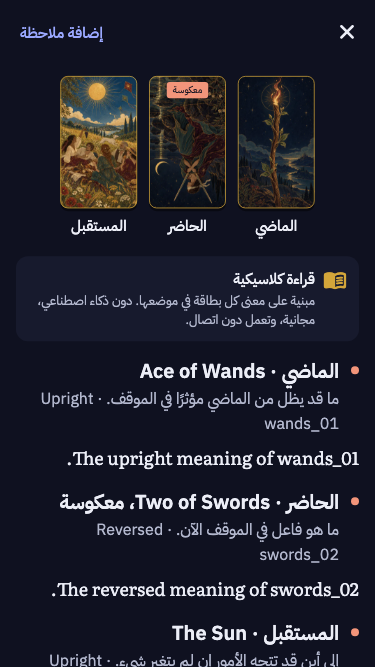 إضافة ملاحظة
معكوسة
الماضي
الحاضر
المستقبل
قراءة كلاسيكية
مبنية على معنى كل بطاقة في موضعها. دون ذكاء اصطناعي،
مجانية، وتعمل دون اتصال.
الماضي · Ace of Wands
ما قد يظل من الماضي مؤثرًا في الموقف. · Upright
wands_01
The upright meaning of wands_01.
الحاضر · Two of Swords، معكوسة
ما هو فاعل في الموقف الآن. · Reversed
swords_02
The reversed meaning of swords_02.
المستقبل · The Sun
إلى أين قد تتجه الأمور إن لم يتغير شيء. · Upright